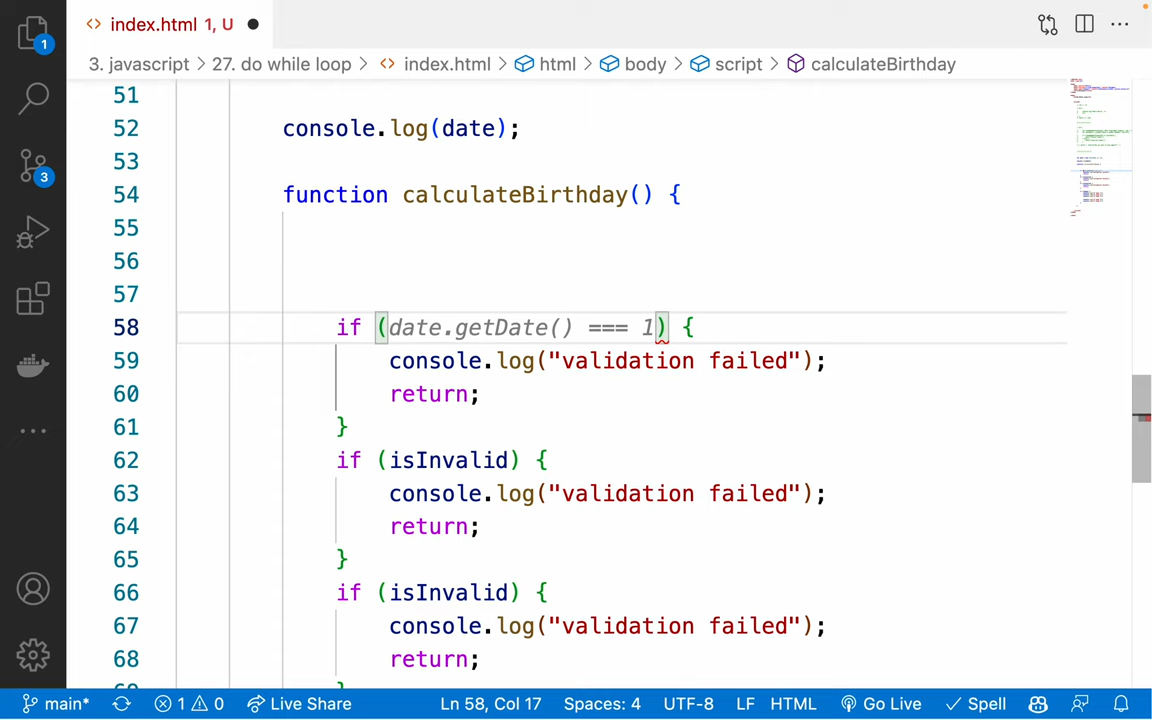 index.html 1, U
3. javascript > 27. do while loop > index.html > html > body > script > calculateBirthday
1
3
51
52 console.log(date);
53
54 function calculateBirthday() {
55
56
57
58 if (date.getDate() === 1) {
59 console.log("validation failed");
60 return;
61 }
62 if (isInvalid) {
63 console.log("validation failed");
64 return;
65 }
66 if (isInvalid) {
67 console.log("validation failed");
68 return;
main* 1 0 Live Share Ln 58, Col 17 Spaces: 4 UTF-8 LF HTML Go Live Spell